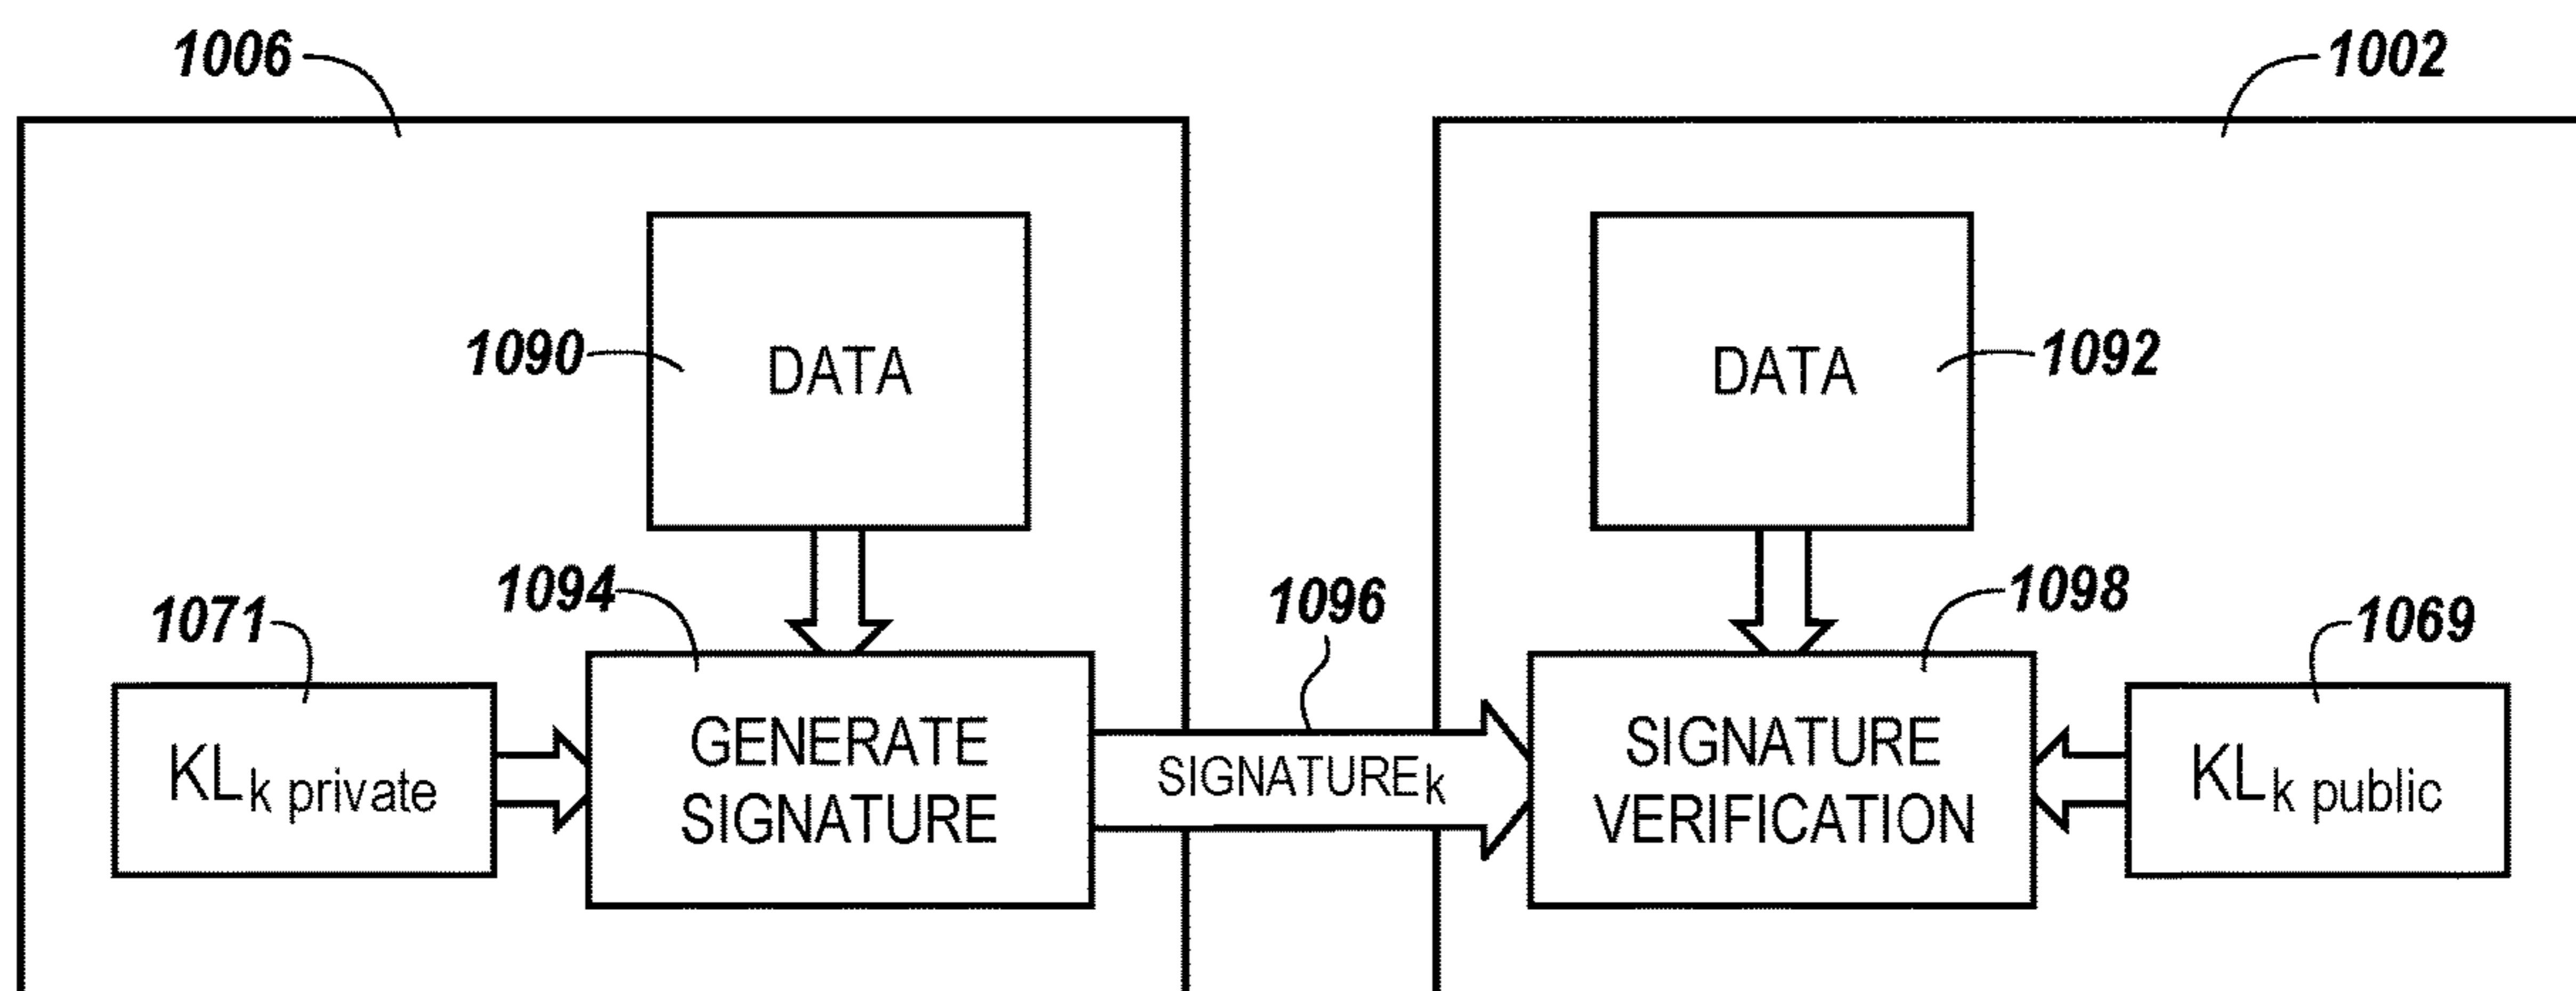 1006
1002
DATA
1090
DATA
1092
1094
1098
1096
1071
1069
KLk private
GENERATE
SIGNATURE
SIGNATUREk
SIGNATURE
VERIFICATION
KLk public